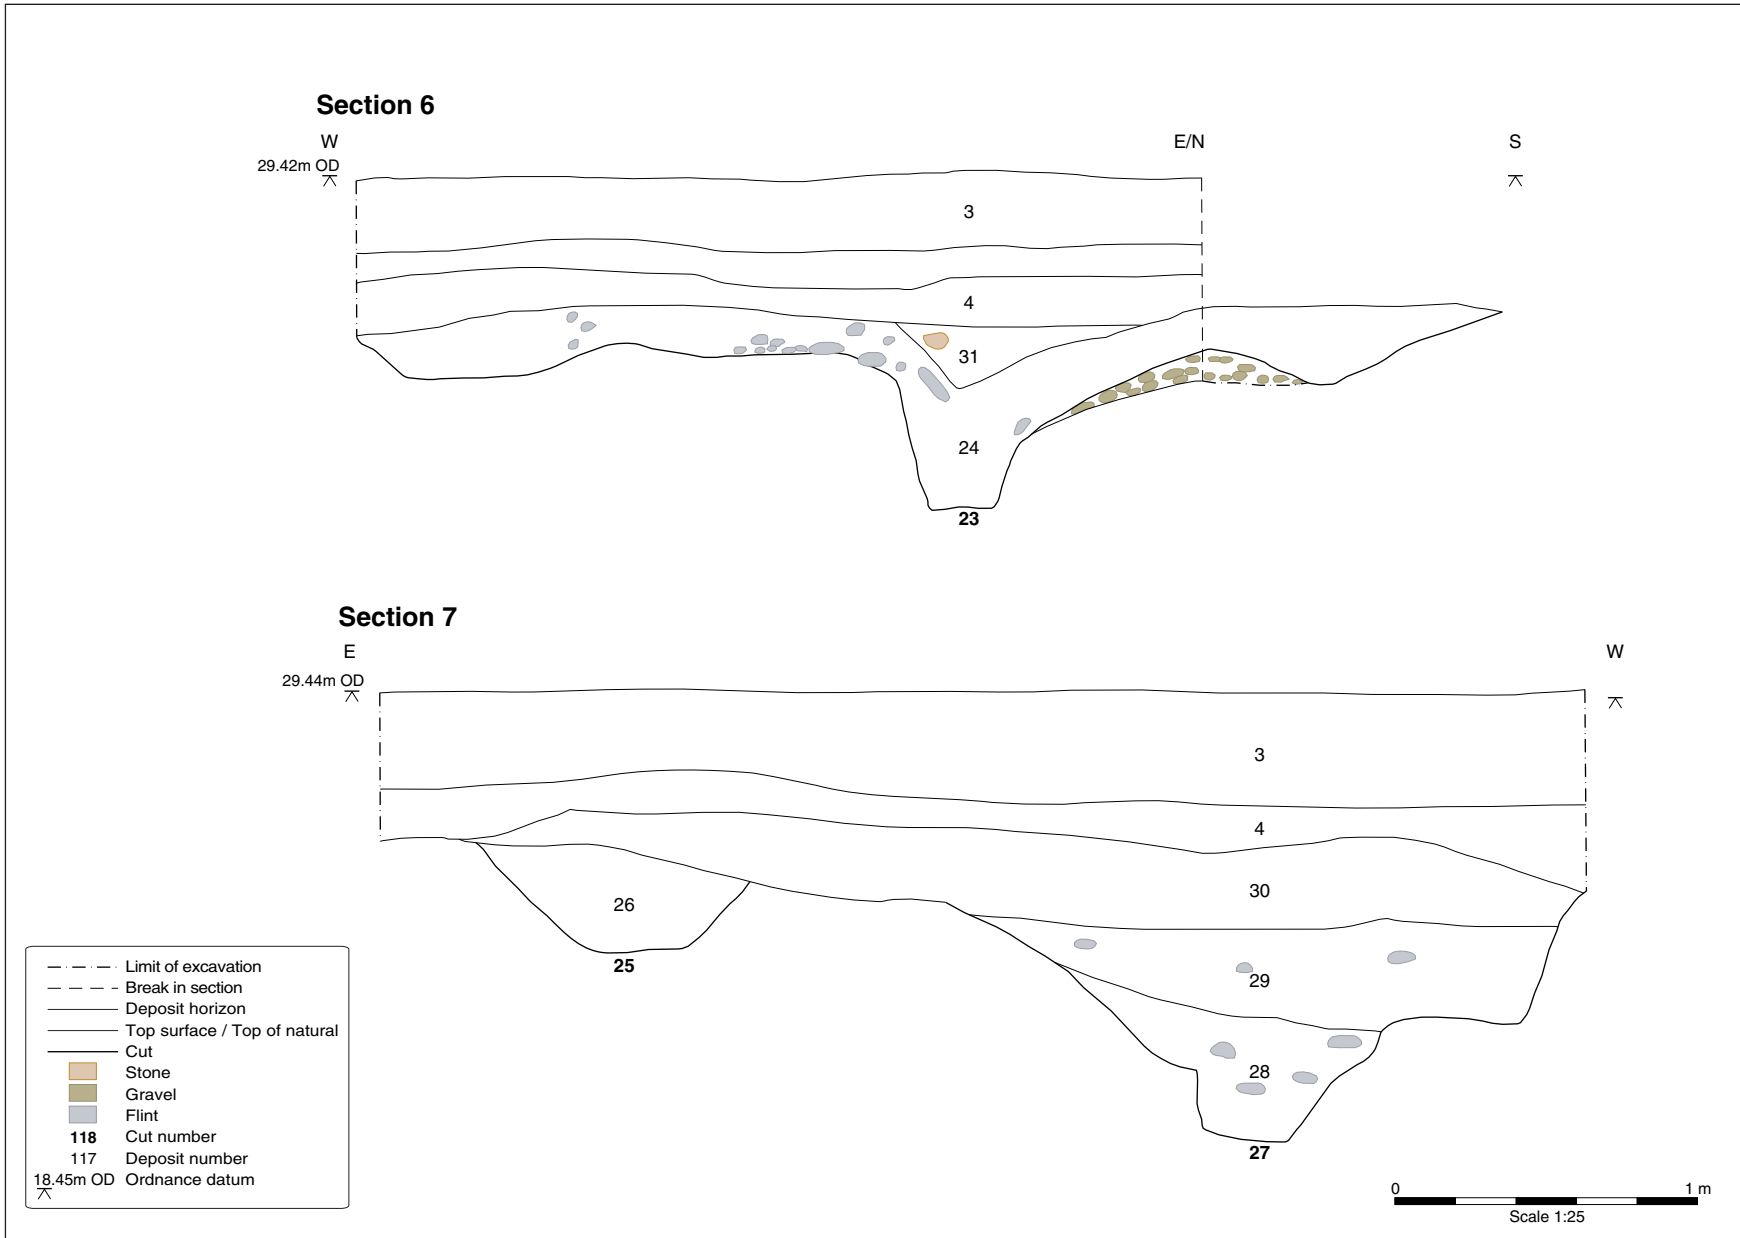 Section 6
W E/N S
29.42m OD
3
4
31
24
23
Section 7
E W
29.44m OD
3
4
30
26
25
29
28
27
Limit of excavation
Break in section
Deposit horizon
Top surface / Top of natural
Cut
Stone
Gravel
Flint
118 Cut number
117 Deposit number
18.45m OD Ordnance datum
0 1 m
Scale 1:25